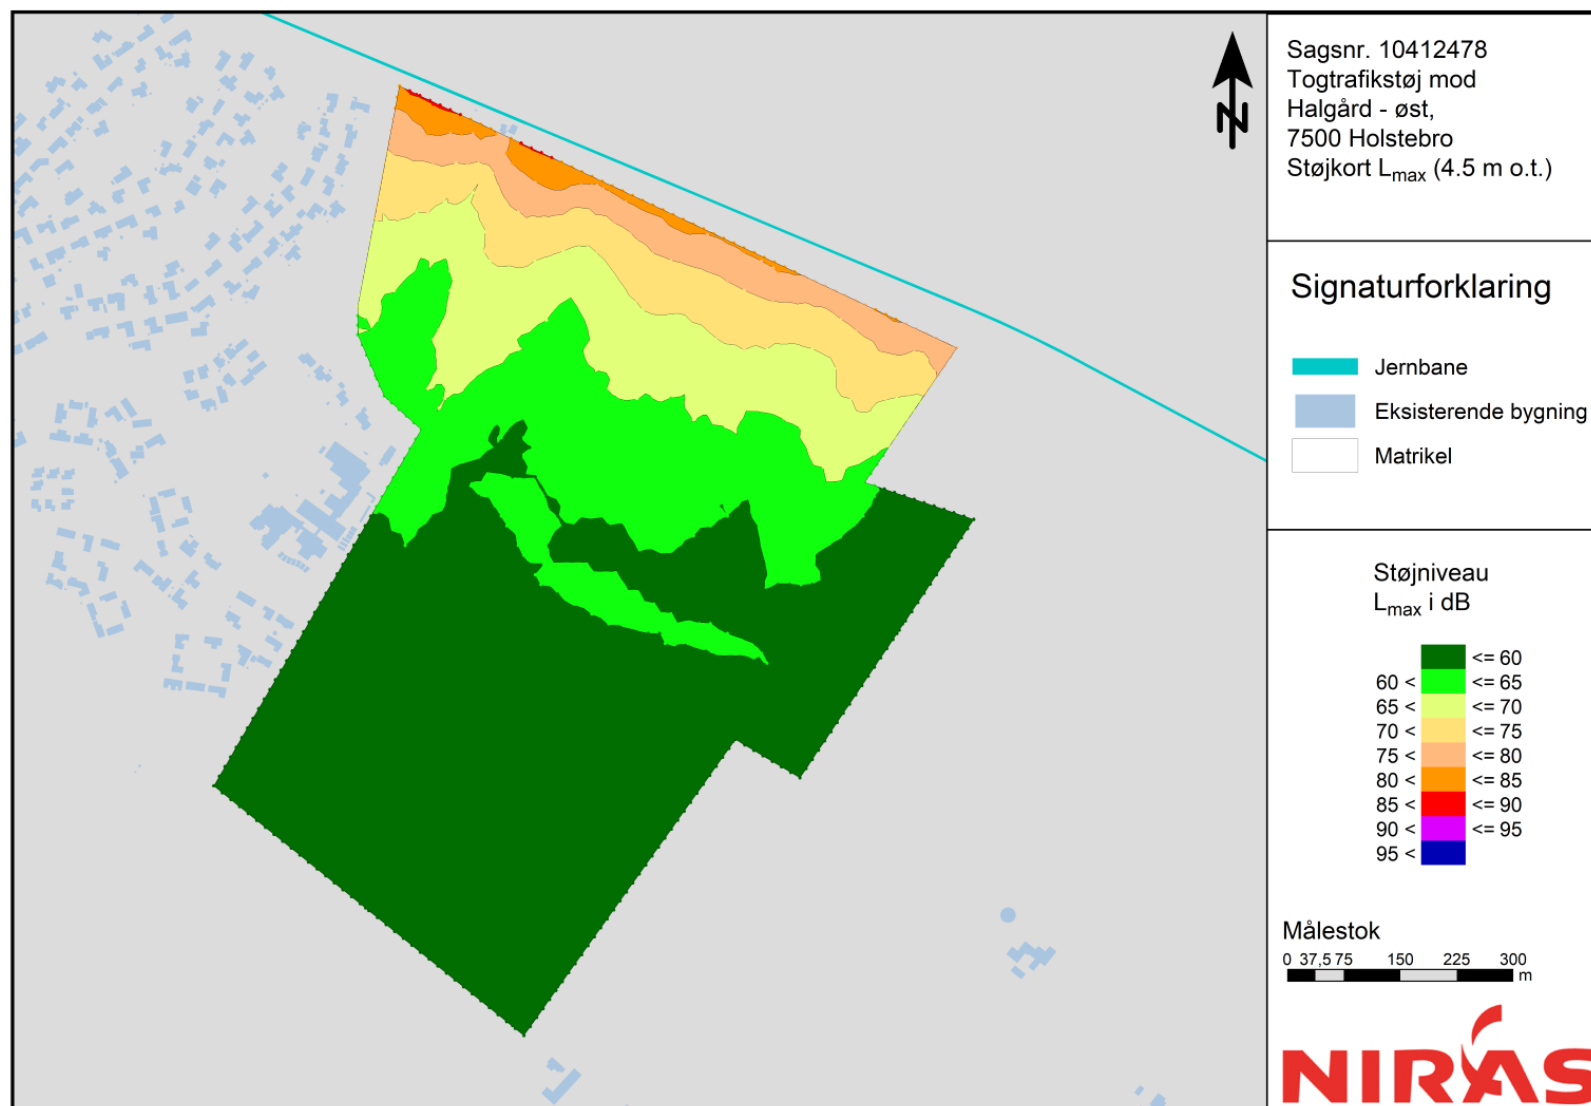 Sagsnr. 10412478
Togtrafikstøj mod
Halgård - øst,
7500 Holstebro
Støjkort Lmax (4.5 m o.t.)
N
Signaturforklaring
Jernbane
Eksisterende bygning
Matrikel
Støjniveau
Lmax i dB
<= 60
60 < <= 65
65 < <= 70
70 < <= 75
75 < <= 80
80 < <= 85
85 < <= 90
90 < <= 95
95 <
Målestok
0 37,5 75 150 225 300
m
NIRAS